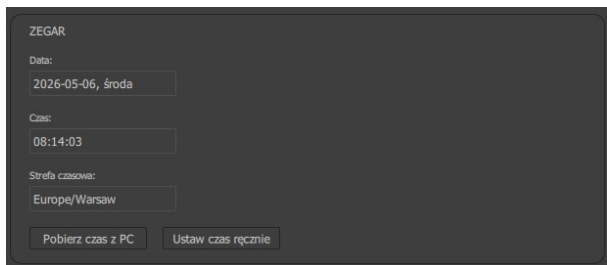 ZEGAR
Data:
2026-05-06, środa
Czas:
08:14:03
Strefa czasowa:
Europe/Warsaw
Pobierz czas z PC Ustaw czas ręcznie